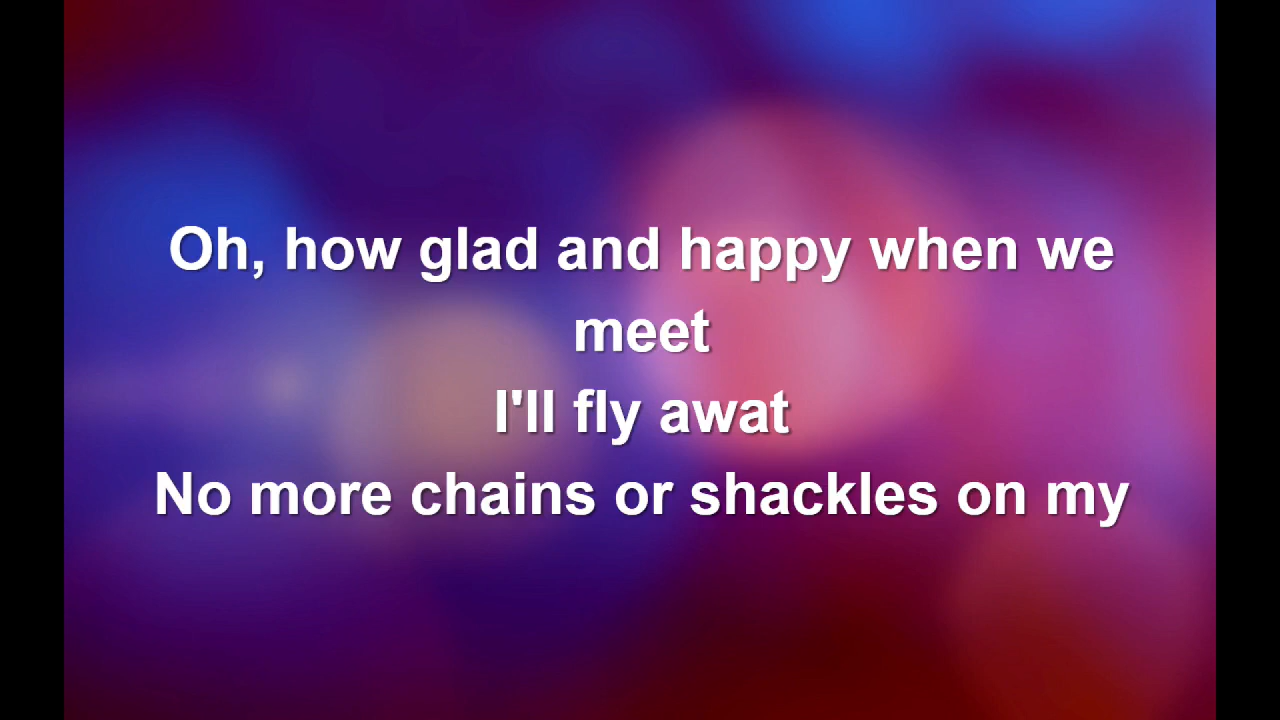 Oh, how glad and happy when we
meet
I'll fly awat
No more chains or shackles on my